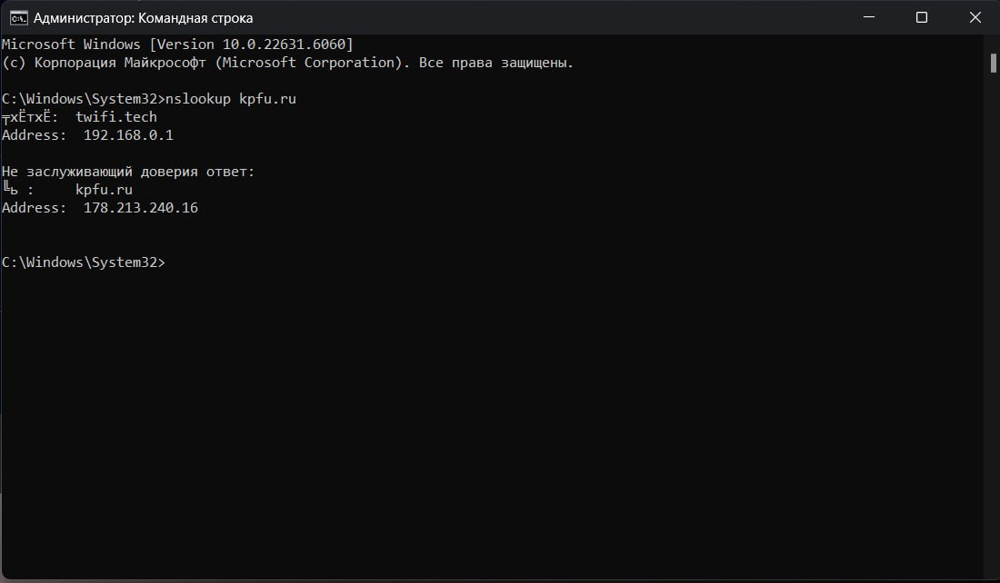 Администратор: Командная строка
Microsoft Windows [Version 10.0.22631.6060]
(c) Корпорация Майкрософт (Microsoft Corporation). Все права защищены.
C:\Windows\System32>nslookup kpfu.ru
╤хЁтхЁ:  twifi.tech
Address:  192.168.0.1
Не заслуживающий доверия ответ:
╚ь :     kpfu.ru
Address:  178.213.240.16
C:\Windows\System32>